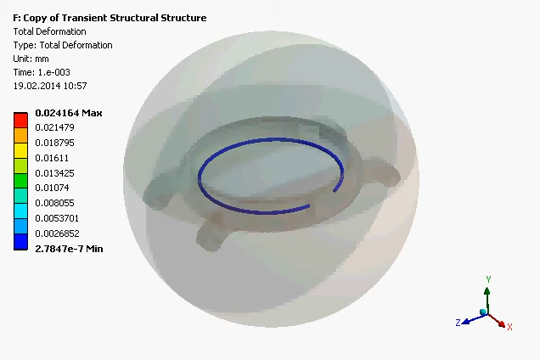 F: Copy of Transient Structural Structure
Total Deformation
Type: Total Deformation
Unit: mm
Time: 1.e-003
19.02.2014 10:57
0.024164 Max
0.021479
0.018795
0.01611
0.013425
0.01074
0.008055
0.0053701
0.0026852
2.7847e-7 Min
Y
Z
X